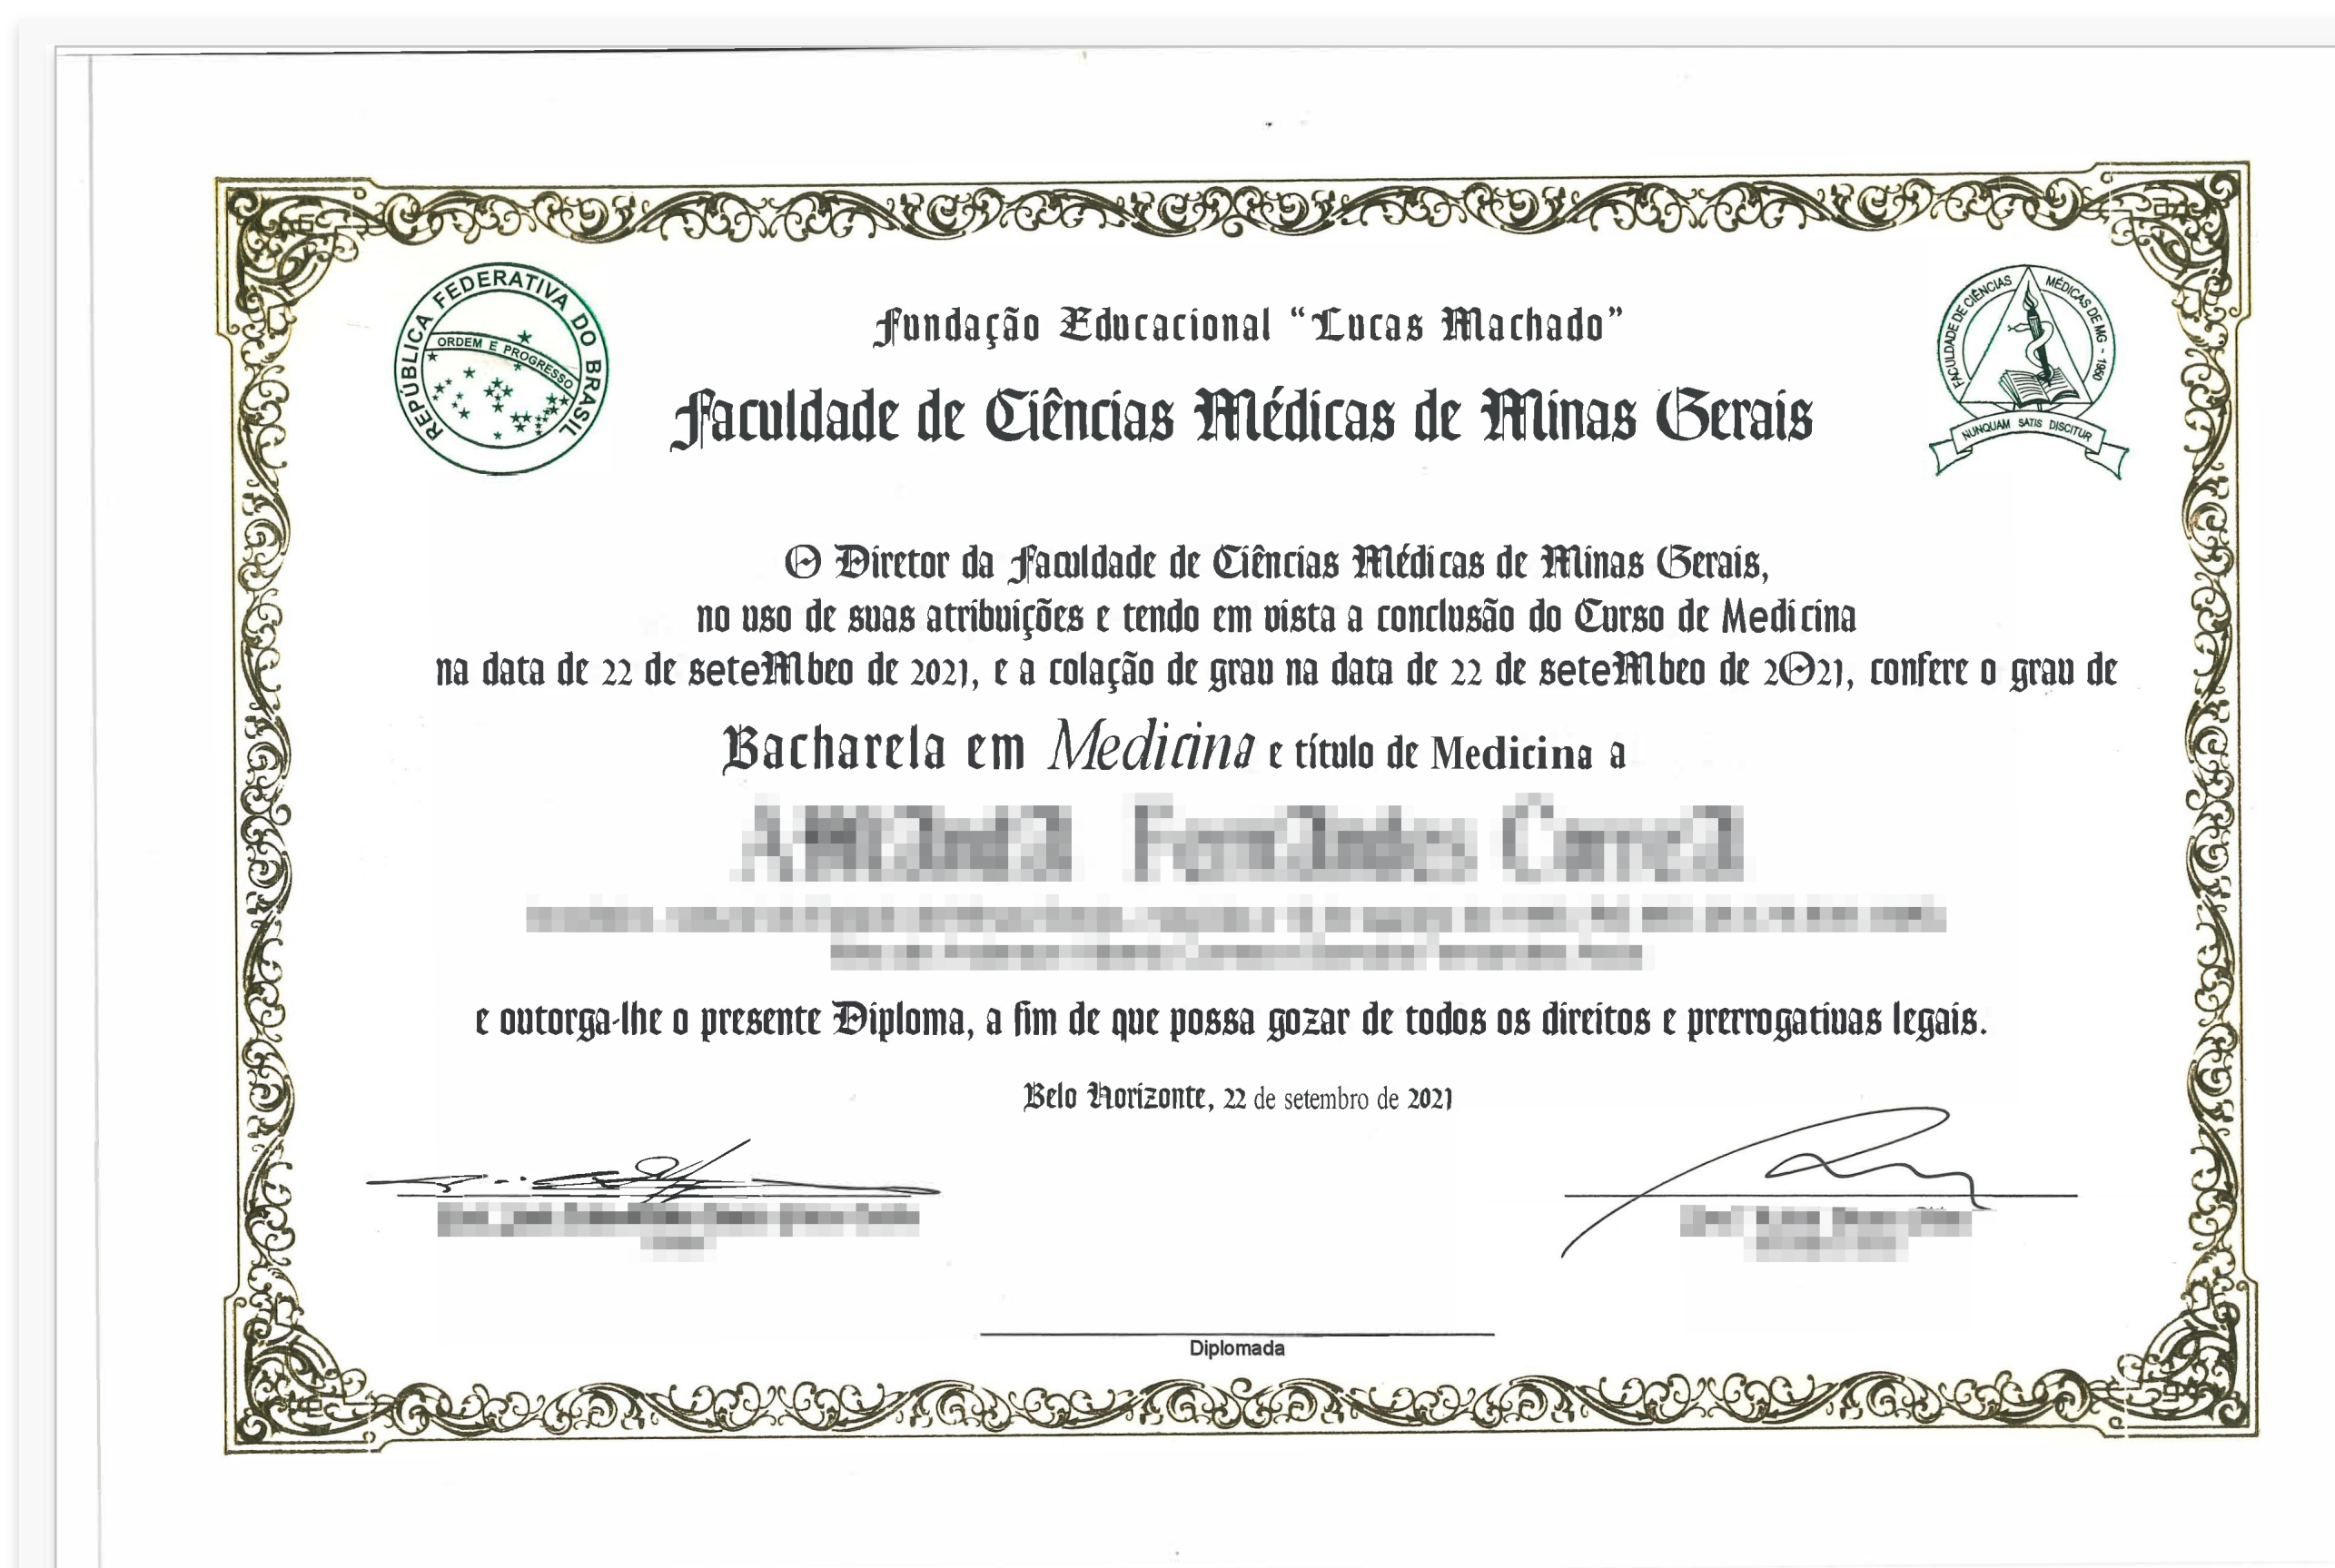 REPÚBLICA FEDERATIVA DO BRASIL
ORDEM E PROGRESSO
FACULDADE DE CIÊNCIAS MÉDICAS DE MG - 1950
NUNQUAM SATIS DISCITUR
Fundação Educacional “Lucas Machado”
Faculdade de Ciências Médicas de Minas Gerais
O Diretor da Faculdade de Ciências Médicas de Minas Gerais,
no uso de suas atribuições e tendo em vista a conclusão do Curso de Medicina
na data de 22 de seteMbeo de 2021, e a colação de grau na data de 22 de seteMbeo de 2O21, confere o grau de
Bacharela em Medicina e título de Medicina a
e outorga-lhe o presente Diploma, a fim de que possa gozar de todos os direitos e prerrogativas legais.
Belo Horizonte, 22 de setembro de 2021
Diplomada